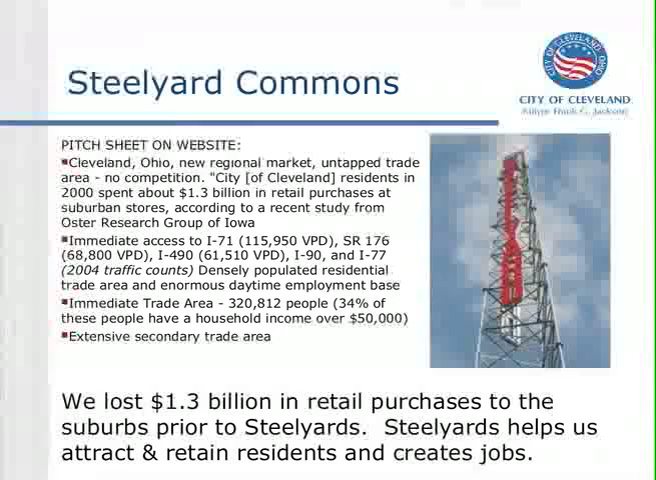 Steelyard Commons
CITY OF CLEVELAND, OHIO
CITY OF CLEVELAND
Mayor Frank G. Jackson
PITCH SHEET ON WEBSITE:
▪Cleveland, Ohio, new regional market, untapped trade
area - no competition. "City [of Cleveland] residents in
2000 spent about $1.3 billion in retail purchases at
suburban stores, according to a recent study from
Oster Research Group of Iowa
▪Immediate access to I-71 (115,950 VPD), SR 176
(68,800 VPD), I-490 (61,510 VPD), I-90, and I-77
(2004 traffic counts) Densely populated residential
trade area and enormous daytime employment base
▪Immediate Trade Area - 320,812 people (34% of
these people have a household income over $50,000)
▪Extensive secondary trade area
We lost $1.3 billion in retail purchases to the
suburbs prior to Steelyards.  Steelyards helps us
attract & retain residents and creates jobs.